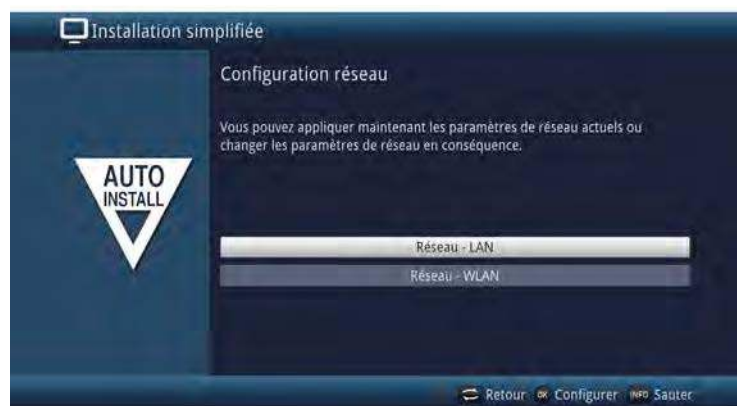 Installation simplifiée
Configuration réseau
Vous pouvez appliquer maintenant les paramètres de réseau actuels ou
changer les paramètres de réseau en conséquence.
AUTO
INSTALL
Réseau - LAN
Réseau - WLAN
Retour OK Configurer INFO Sauter